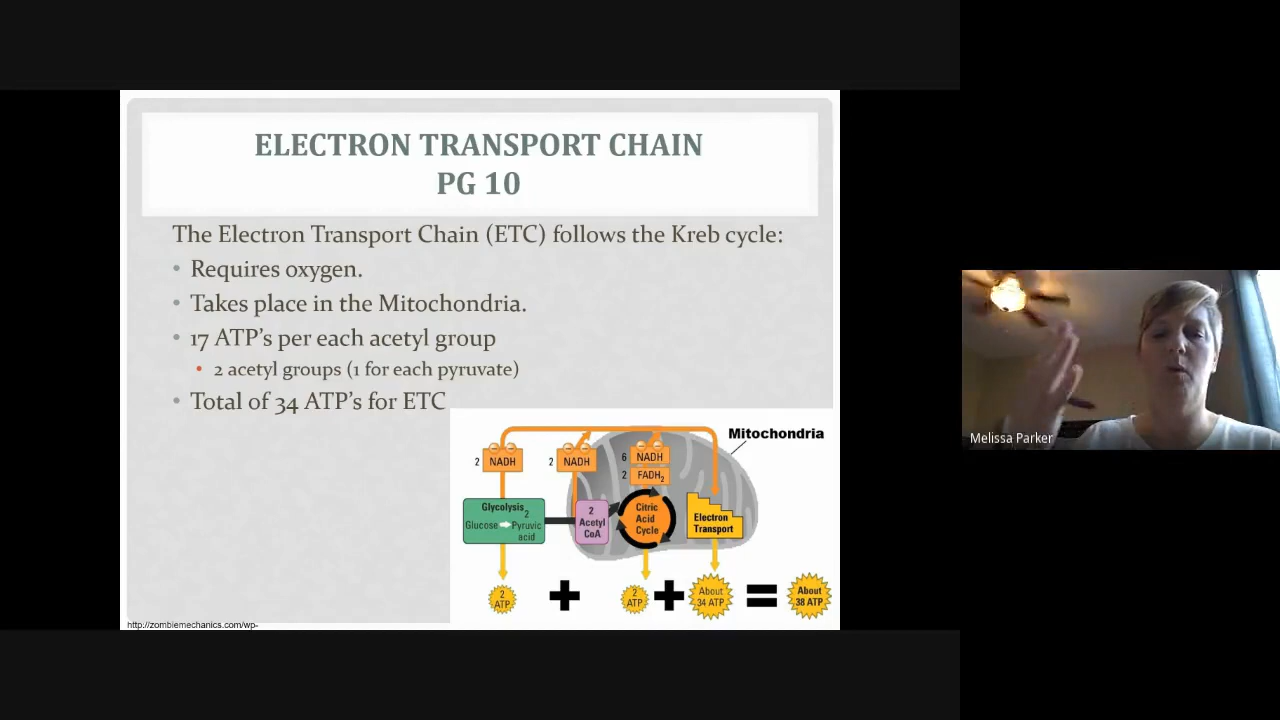 ELECTRON TRANSPORT CHAIN
PG 10
The Electron Transport Chain (ETC) follows the Kreb cycle:
• Requires oxygen.
• Takes place in the Mitochondria.
• 17 ATP's per each acetyl group
• 2 acetyl groups (1 for each pyruvate)
• Total of 34 ATP's for ETC
Mitochondria
2 NADH
2 NADH
6 NADH
2 FADH₂
Glycolysis
2
Glucose Pyruvic
acid
2
Acetyl
CoA
Citric
Acid
Cycle
Electron
Transport
2
ATP
+
2
ATP
+
About
34 ATP
=
About
38 ATP
http://zombiemechanics.com/wp-
Melissa Parker